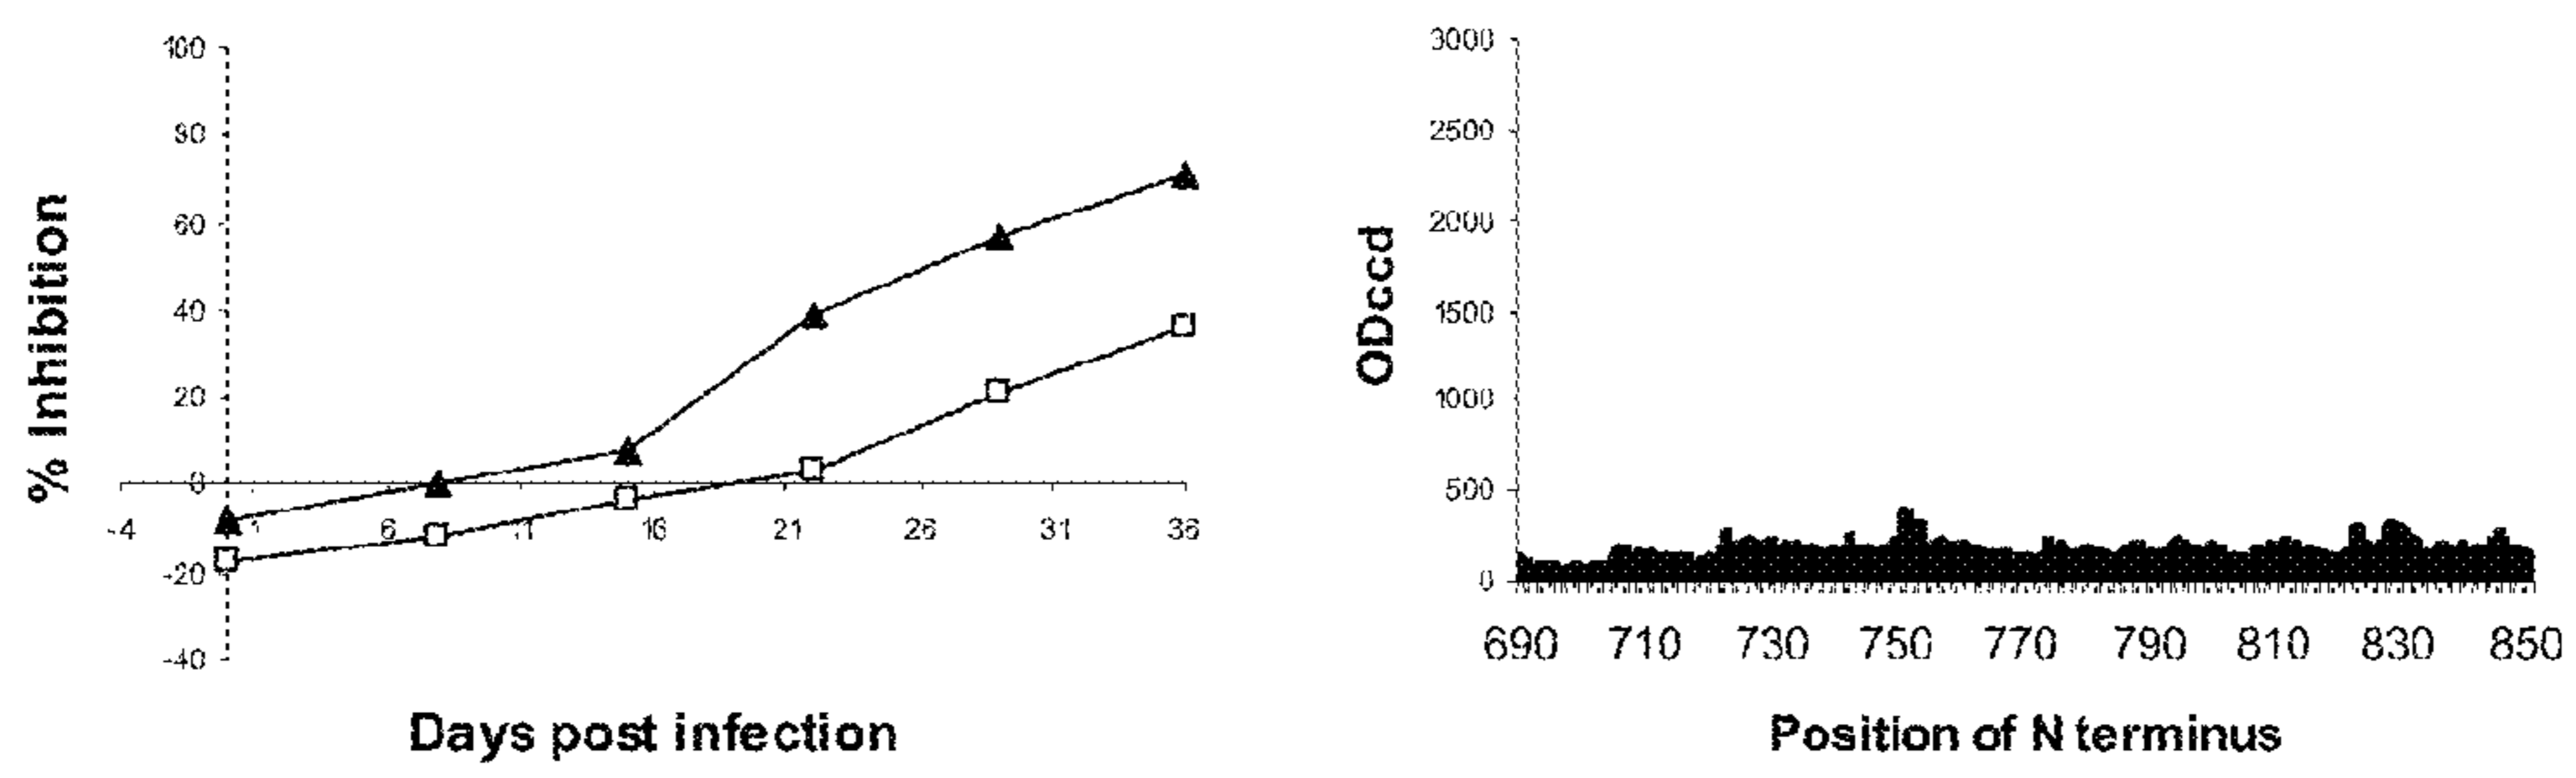 100
80
60
40
20
0
-20
-40
% Inhibition
-4 1 6 11 16 21 26 31 36
Days post infection
3000
2500
2000
1500
1000
500
0
ODccd
690 710 730 750 770 790 810 830 850
Position of N terminus